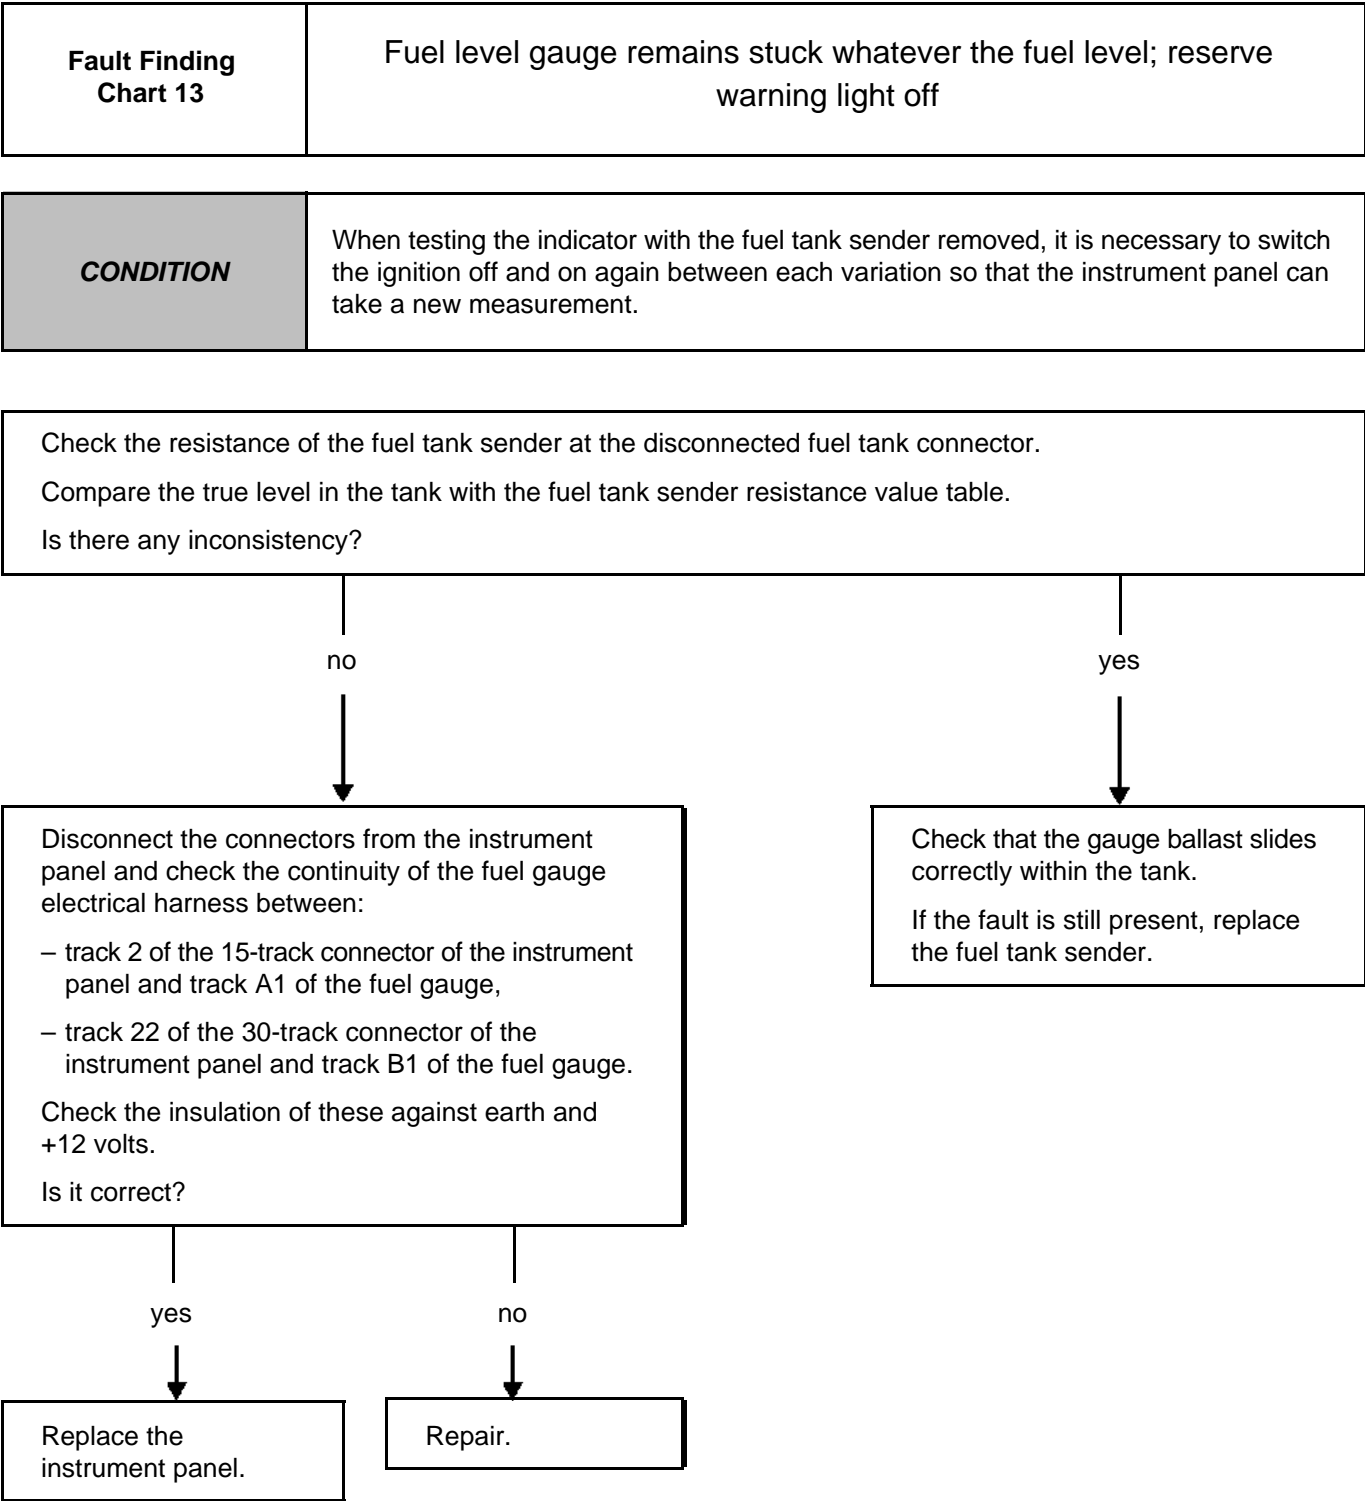 Fault Finding
Chart 13
Fuel level gauge remains stuck whatever the fuel level; reserve
warning light off
CONDITION
When testing the indicator with the fuel tank sender removed, it is necessary to switch
the ignition off and on again between each variation so that the instrument panel can
take a new measurement.
Check the resistance of the fuel tank sender at the disconnected fuel tank connector.
Compare the true level in the tank with the fuel tank sender resistance value table.
Is there any inconsistency?
no
yes
Disconnect the connectors from the instrument
panel and check the continuity of the fuel gauge
electrical harness between:
– track 2 of the 15-track connector of the instrument
panel and track A1 of the fuel gauge,
– track 22 of the 30-track connector of the
instrument panel and track B1 of the fuel gauge.
Check the insulation of these against earth and
+12 volts.
Is it correct?
Check that the gauge ballast slides
correctly within the tank.
If the fault is still present, replace
the fuel tank sender.
yes
no
Replace the
instrument panel.
Repair.